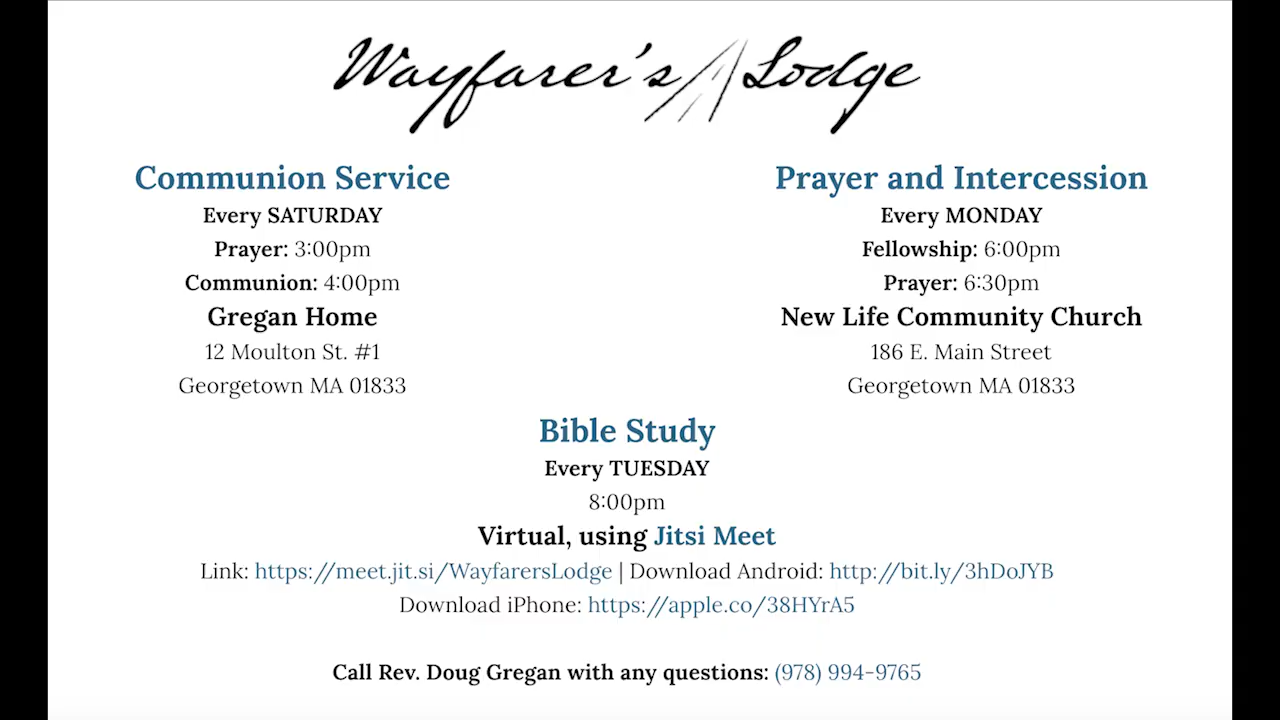 Wayfarer's Lodge
Communion Service
Every SATURDAY
Prayer: 3:00pm
Communion: 4:00pm
Gregan Home
12 Moulton St. #1
Georgetown MA 01833
Prayer and Intercession
Every MONDAY
Fellowship: 6:00pm
Prayer: 6:30pm
New Life Community Church
186 E. Main Street
Georgetown MA 01833
Bible Study
Every TUESDAY
8:00pm
Virtual, using Jitsi Meet
Link: https://meet.jit.si/WayfarersLodge | Download Android: http://bit.ly/3hDoJYB
Download iPhone: https://apple.co/38HYrA5
Call Rev. Doug Gregan with any questions: (978) 994-9765